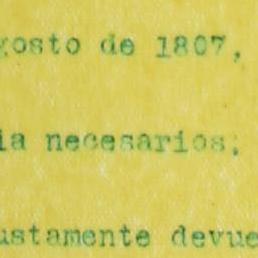 gosto de 1807,
ia necesarios;
ustamente devue